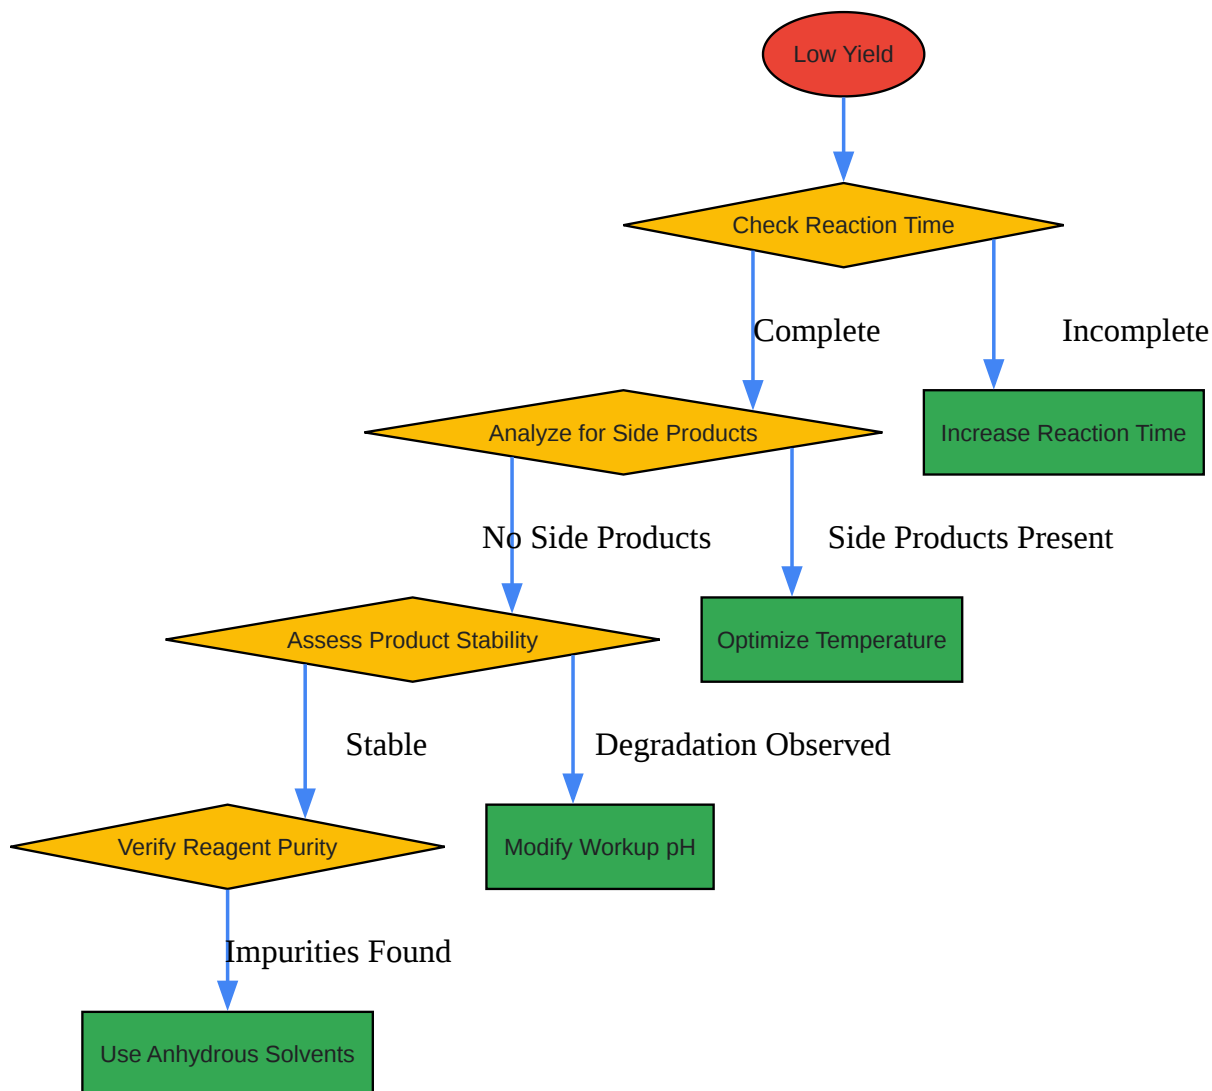 Low Yield
Check Reaction Time
Complete
Incomplete
Analyze for Side Products
Increase Reaction Time
No Side Products
Side Products Present
Assess Product Stability
Optimize Temperature
Stable
Degradation Observed
Verify Reagent Purity
Modify Workup pH
Impurities Found
Use Anhydrous Solvents